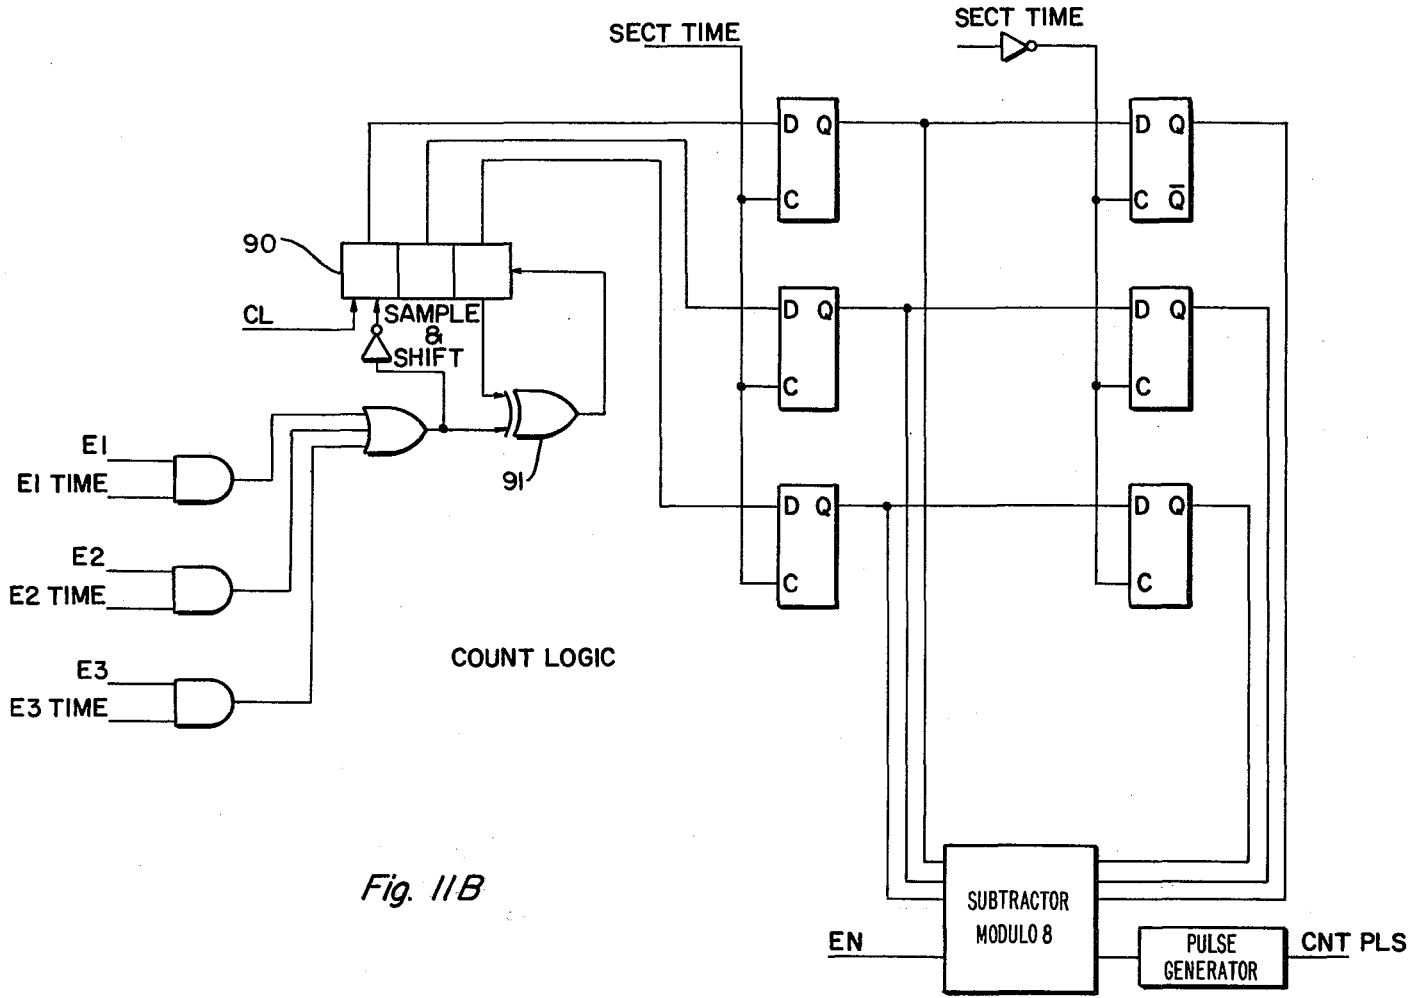 SECT TIME
SECT TIME
D Q
C
D Q
C Q̅
90
CL
SAMPLE
&
SHIFT
D Q
C
D Q
C
91
E1
E1 TIME
D Q
C
D Q
C
E2
E2 TIME
E3
E3 TIME
COUNT LOGIC
Fig. 11B
SUBTRACTOR
MODULO 8
EN
PULSE
GENERATOR
CNT PLS